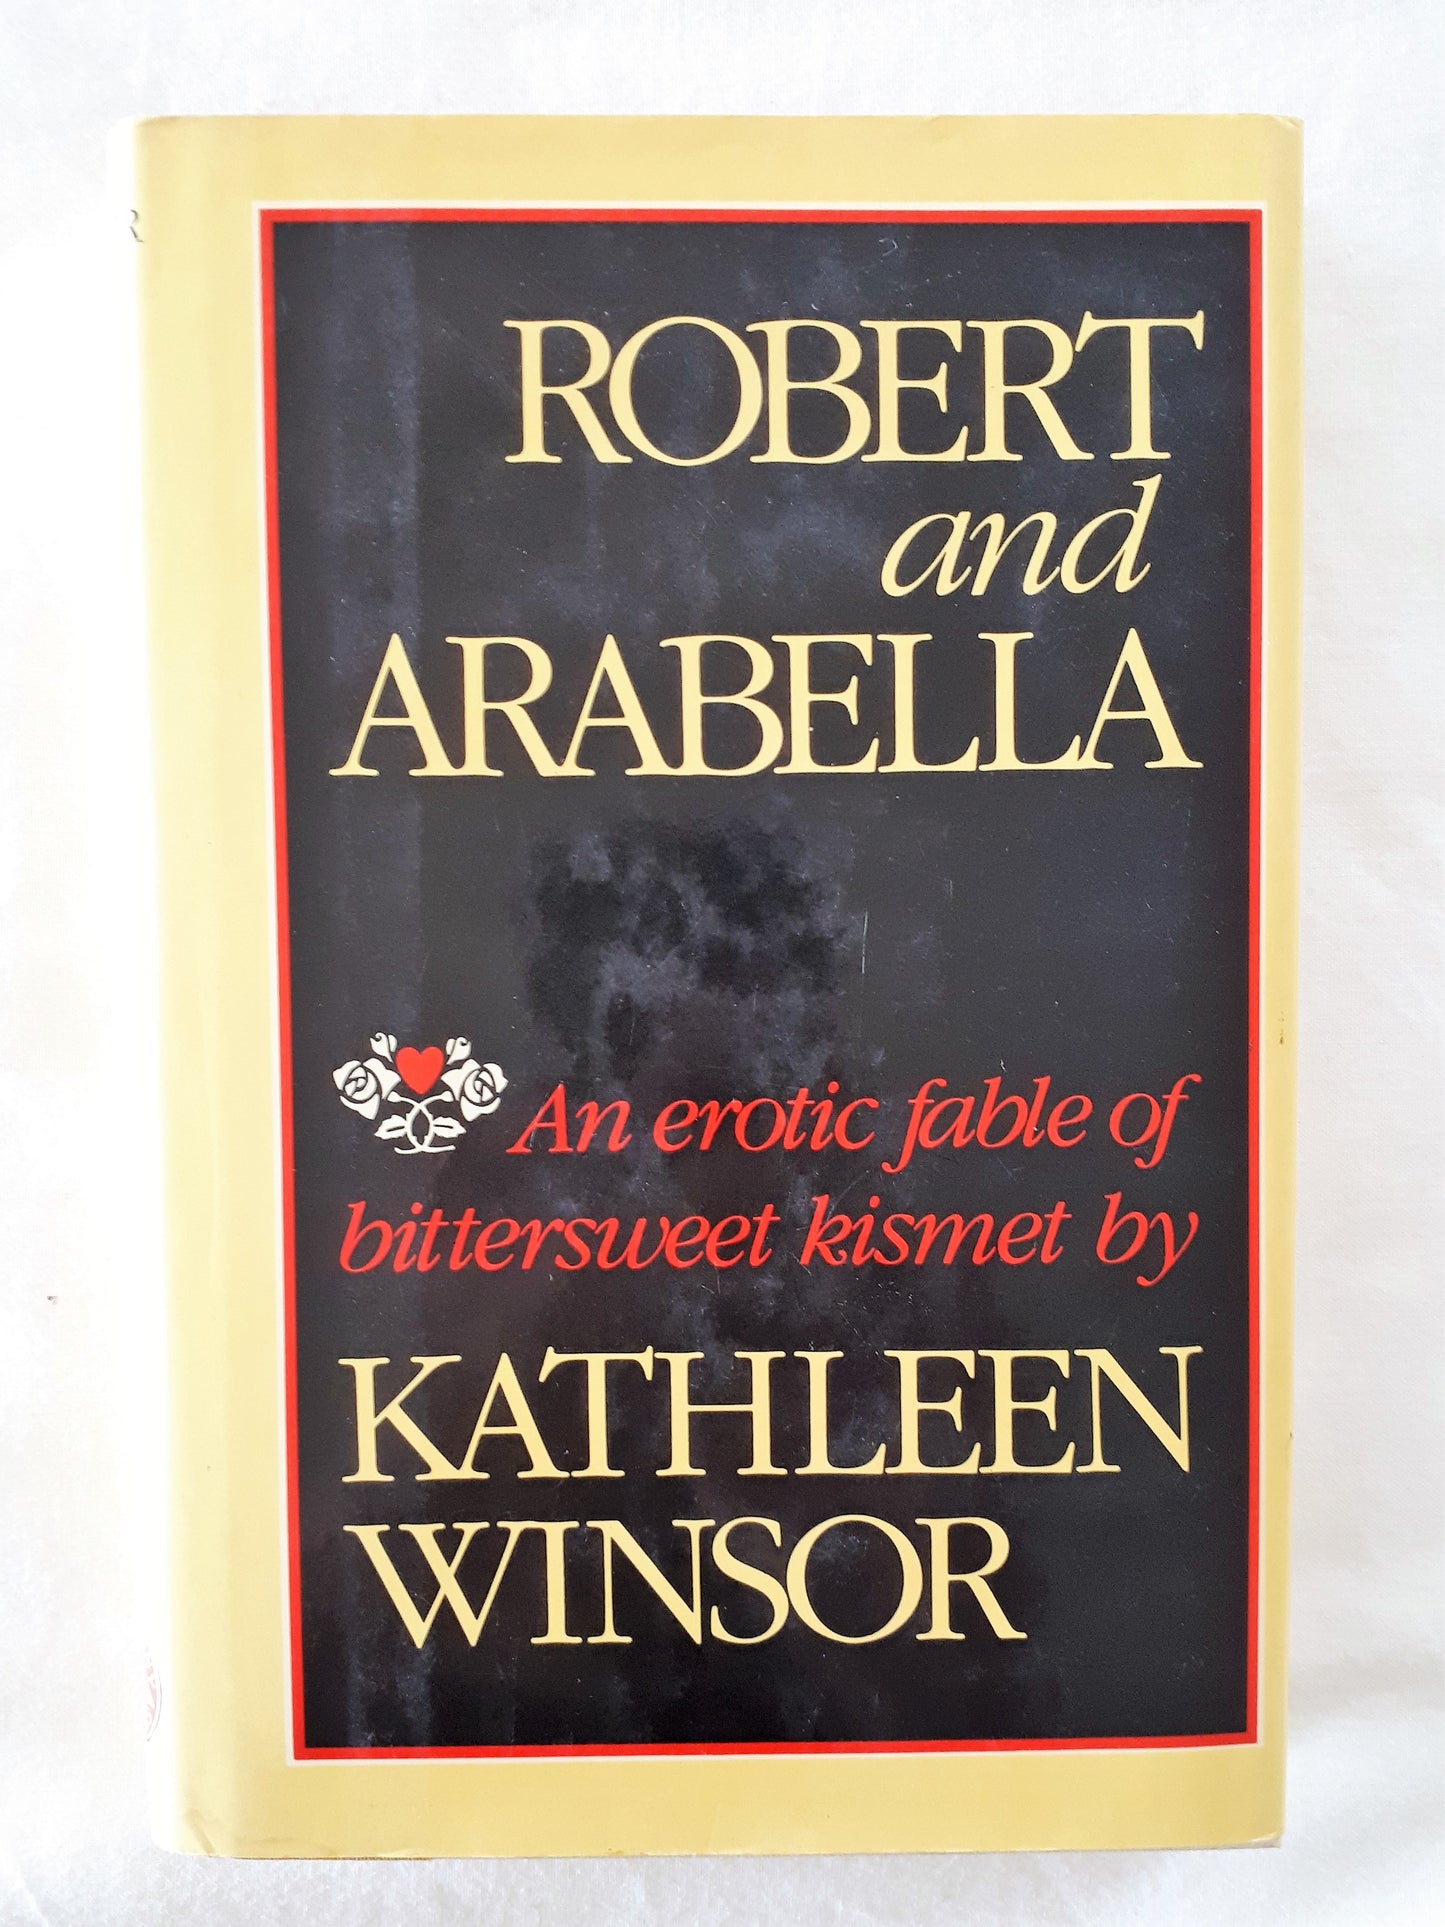 ROBERT
and
ARABELLA
An erotic fable of
bittersweet kismet by
KATHLEEN
WINSOR